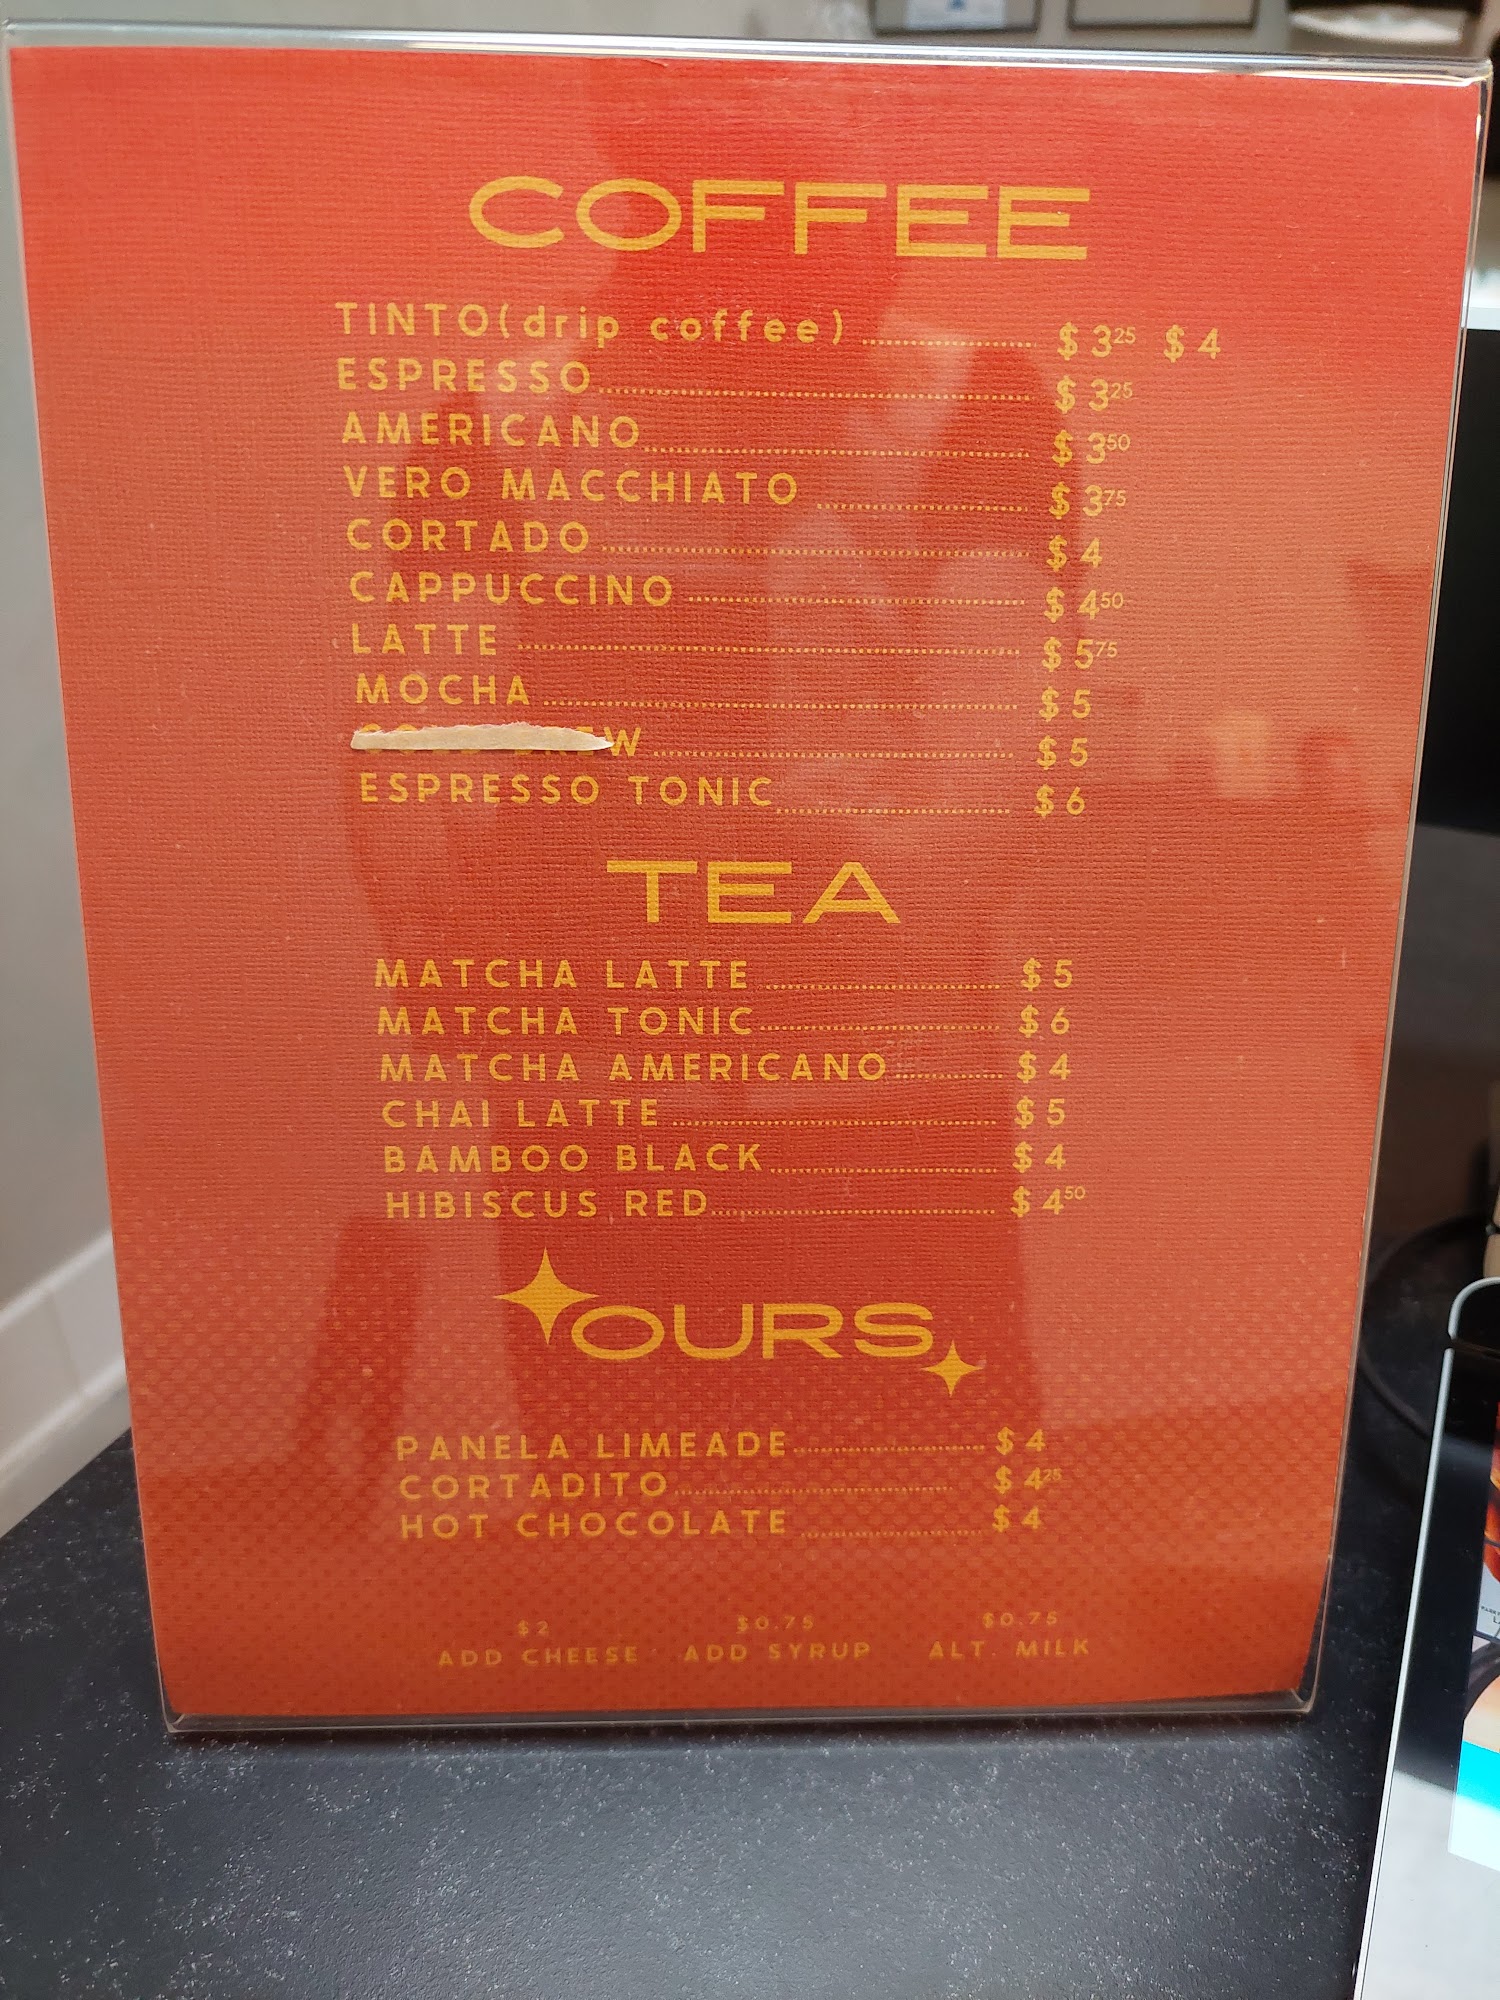 COFFEE
TINTO(drip coffee) $3.25 $4
ESPRESSO $3.25
AMERICANO $3.50
VERO MACCHIATO $3.75
CORTADO $4
CAPPUCCINO $4.50
LATTE $5.75
MOCHA $5
$5
ESPRESSO TONIC $6
TEA
MATCHA LATTE $5
MATCHA TONIC $6
MATCHA AMERICANO $4
CHAI LATTE $5
BAMBOO BLACK $4
HIBISCUS RED $4.50
OURS
PANELA LIMEADE $4
CORTADITO $4.25
HOT CHOCOLATE $4
$2 $0.75 $0.75
ADD CHEESE ADD SYRUP ALT. MILK